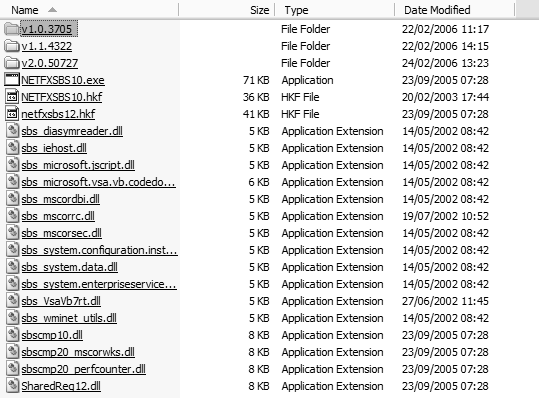 Name Size Type Date Modified
v1.0.3705 File Folder 22/02/2006 11:17
v1.1.4322 File Folder 22/02/2006 14:15
v2.0.50727 File Folder 24/02/2006 13:23
NETFXSBS10.exe 71 KB Application 23/09/2005 07:28
NETFXSBS10.hkf 36 KB HKF File 20/02/2003 17:44
netfxsbs12.hkf 41 KB HKF File 23/09/2005 07:28
sbs_diasymreader.dll 5 KB Application Extension 14/05/2002 08:42
sbs_iehost.dll 5 KB Application Extension 14/05/2002 08:42
sbs_microsoft.jscript.dll 5 KB Application Extension 14/05/2002 08:42
sbs_microsoft.vsa.vb.codedo... 6 KB Application Extension 14/05/2002 08:42
sbs_mscordbi.dll 5 KB Application Extension 14/05/2002 08:42
sbs_mscorrc.dll 5 KB Application Extension 19/07/2002 10:52
sbs_mscorsec.dll 5 KB Application Extension 14/05/2002 08:42
sbs_system.configuration.inst... 5 KB Application Extension 14/05/2002 08:42
sbs_system.data.dll 5 KB Application Extension 14/05/2002 08:42
sbs_system.enterpriseservice... 5 KB Application Extension 14/05/2002 08:42
sbs_VsaVb7rt.dll 5 KB Application Extension 27/06/2002 11:45
sbs_wminet_utils.dll 5 KB Application Extension 14/05/2002 08:42
sbscmp10.dll 8 KB Application Extension 23/09/2005 07:28
sbscmp20_mscorwks.dll 8 KB Application Extension 23/09/2005 07:28
sbscmp20_perfcounter.dll 8 KB Application Extension 23/09/2005 07:28
SharedReg12.dll 8 KB Application Extension 23/09/2005 07:28